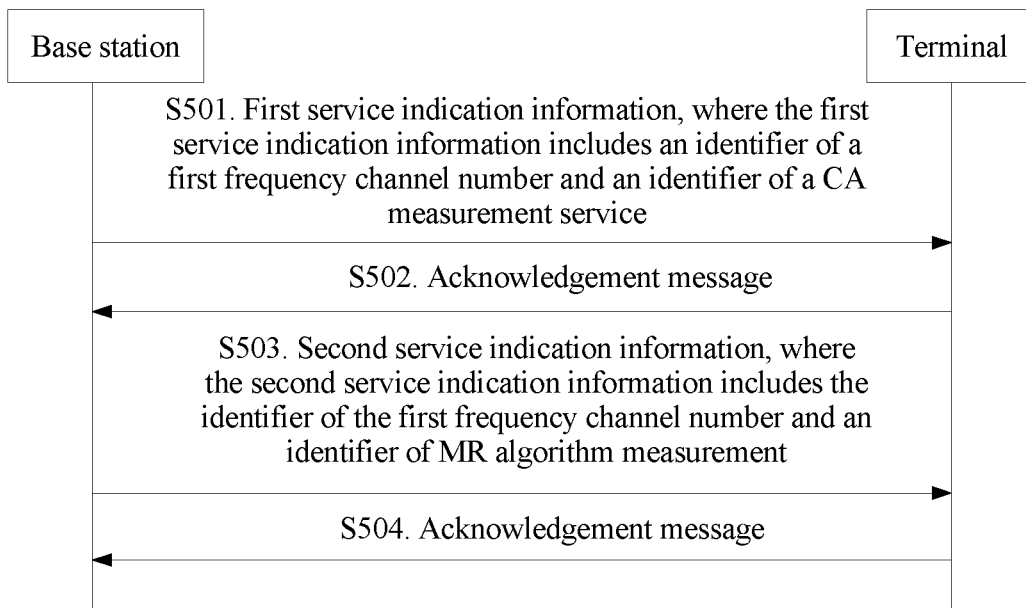 Base station
Terminal
S501. First service indication information, where the first
service indication information includes an identifier of a
first frequency channel number and an identifier of a CA
measurement service
S502. Acknowledgement message
S503. Second service indication information, where
the second service indication information includes the
identifier of the first frequency channel number and an
identifier of MR algorithm measurement
S504. Acknowledgement message